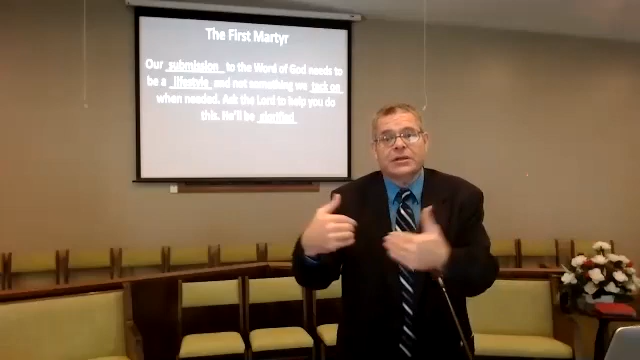 The First Martyr
Our submission to the Word of God needs to
be a lifestyle and not something we tack on
when needed. Ask the Lord to help you do
this. He'll be glorified